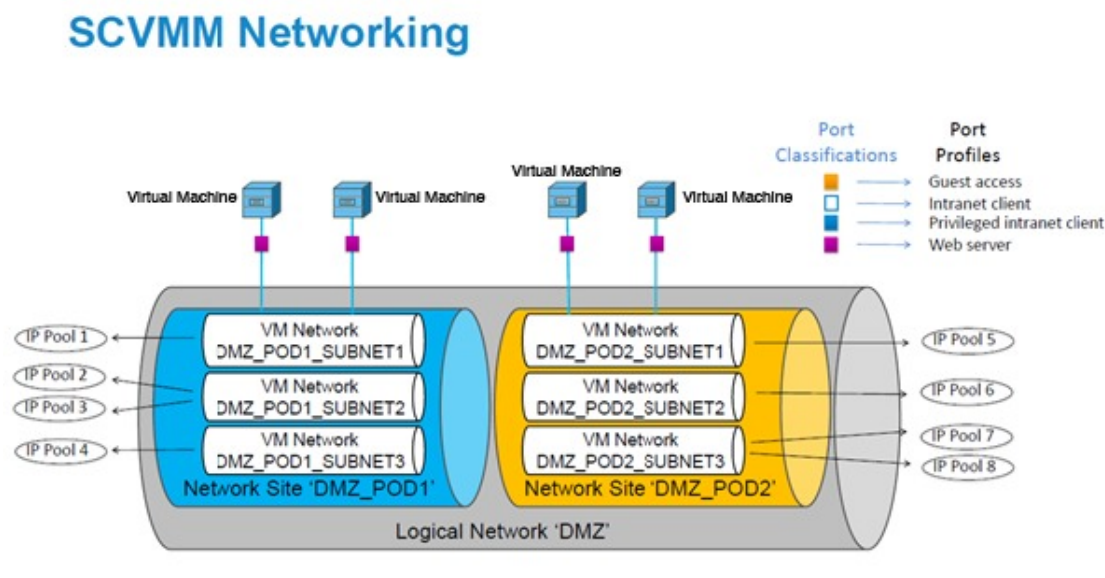 SCVMM Networking
Port Classifications
Port Profiles
Guest access
Intranet client
Privileged intranet client
Web server
Virtual Machine
Virtual Machine
Virtual Machine
Virtual Machine
IP Pool 1
IP Pool 2
IP Pool 3
IP Pool 4
VM Network
DMZ_POD1_SUBNET1
VM Network
DMZ_POD1_SUBNET2
VM Network
DMZ_POD1_SUBNET3
Network Site 'DMZ_POD1'
VM Network
DMZ_POD2_SUBNET1
VM Network
DMZ_POD2_SUBNET2
VM Network
DMZ_POD2_SUBNET3
Network Site 'DMZ_POD2'
IP Pool 5
IP Pool 6
IP Pool 7
IP Pool 8
Logical Network 'DMZ'